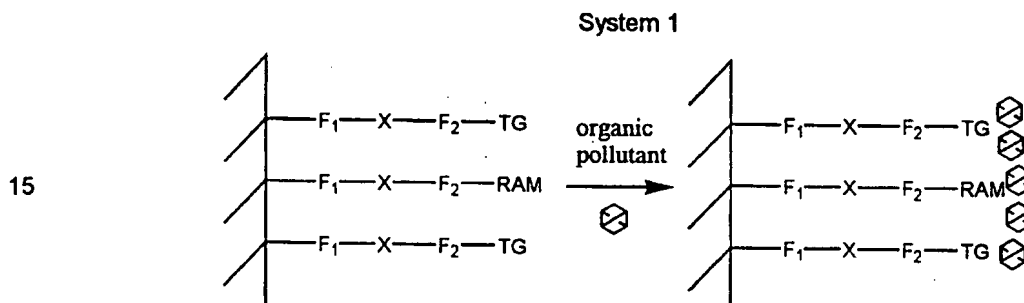 System 1
F₁—X—F₂—TG
F₁—X—F₂—RAM
F₁—X—F₂—TG
organic
pollutant
F₁—X—F₂—TG
F₁—X—F₂—RAM
F₁—X—F₂—TG
15